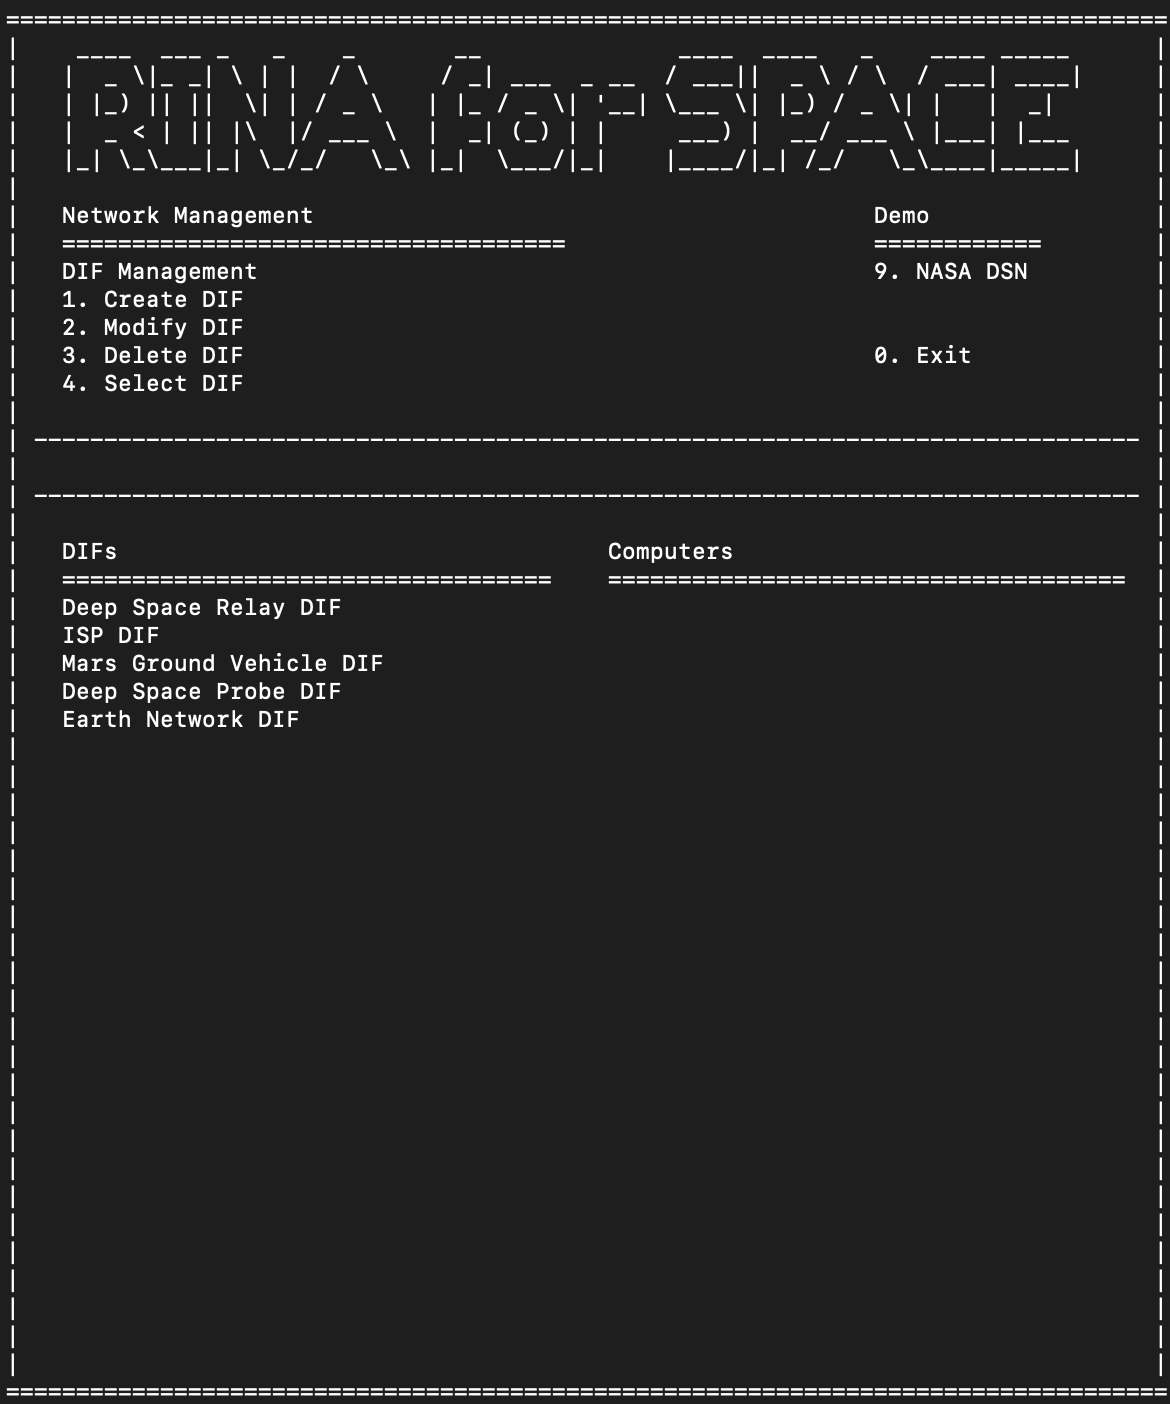 RINA for SPACE
Network Management
Demo
DIF Management
9. NASA DSN
1. Create DIF
2. Modify DIF
3. Delete DIF
0. Exit
4. Select DIF
DIFs
Computers
Deep Space Relay DIF
ISP DIF
Mars Ground Vehicle DIF
Deep Space Probe DIF
Earth Network DIF